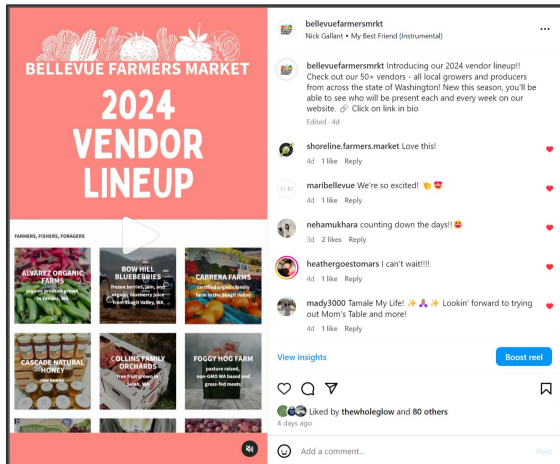 BELLEVUE FARMERS MARKET
2024
VENDOR
LINEUP
FARMERS, FISHERS, FORAGERS
ALVAREZ ORGANIC
FARMS
organic produce grown
in Yakima, WA
BOW HILL
BLUEBERRIES
frozen berries, jam, and
organic blueberry juice
from Skagit Valley, WA
CABRERA FARMS
certified organic family
farm in the Skagit Valley
CASCADE NATURAL
HONEY
raw honey
COLLINS FAMILY
ORCHARDS
tree fruit grown in
Selah, WA
FOGGY HOG FARM
pasture raised,
non-GMO WA based and
grass-fed meats
bellevuefarmersmrkt
Nick Gallant • My Best Friend (Instrumental)
bellevuefarmersmrkt Introducing our 2024 vendor lineup!!
Check out our 50+ vendors - all local growers and producers
from across the state of Washington! New this season, you'll be
able to see who will be present each and every week on our
website. 🔗 Click on link in bio
Edited · 4d
shoreline.farmers.market Love this!
4d 1 like Reply
maribellevue We're so excited! 👏 🤩
4d 1 like Reply
nehamukhara counting down the days!! 🤩
3d 2 likes Reply
heathergoestomars I can't wait!!!!
4d 1 like Reply
mady3000 Tamale My Life! ✨ 🙏🏽 ✨ Lookin' forward to trying
out Mom's Table and more!
4d 1 like Reply
View insights
Boost reel
Liked by thewholeglow and 80 others
4 days ago
Add a comment...
Post